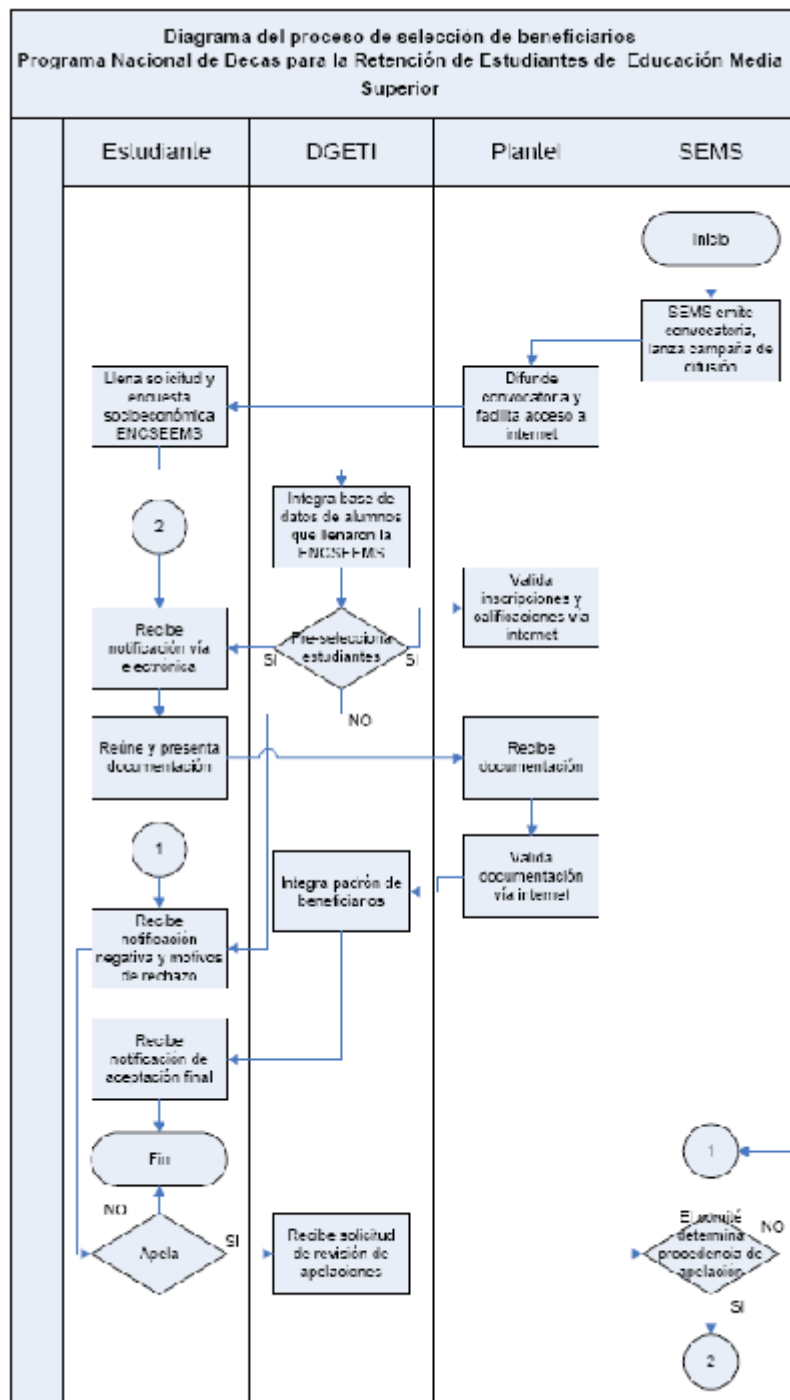 Diagrama del proceso de selección de beneficiarios
Programa Nacional de Becas para la Retención de Estudiantes de Educación Media
Superior
Estudiante
DGETI
Plantel
SEMS
Inicio
SEMS emite
convocatoria,
lanza campaña de
difusión
Llena solicitud y
encuesta
socioeconómica
ENCSEEMS
Difunde
convocatoria y
facilita acceso a
internet
2
Integra base de
datos de alumnos
que llenaron la
ENCSEEMS
Valida
inscripciones y
calificaciones vía
internet
Recibe
notificación vía
electrónica
SI
Pre-selecciona
estudiantes
SI
NO
Reúne y presenta
documentación
Recibe
documentación
1
Integra padrón de
beneficiarios
Valida
documentación
vía internet
Recibe
notificación
negativa y motivos
de rechazo
Recibe
notificación de
aceptación final
Fin
1
NO
Apela
SI
Recibe solicitud
de revisión de
apelaciones
El comité
determina
procedencia de
apelación
NO
SI
2